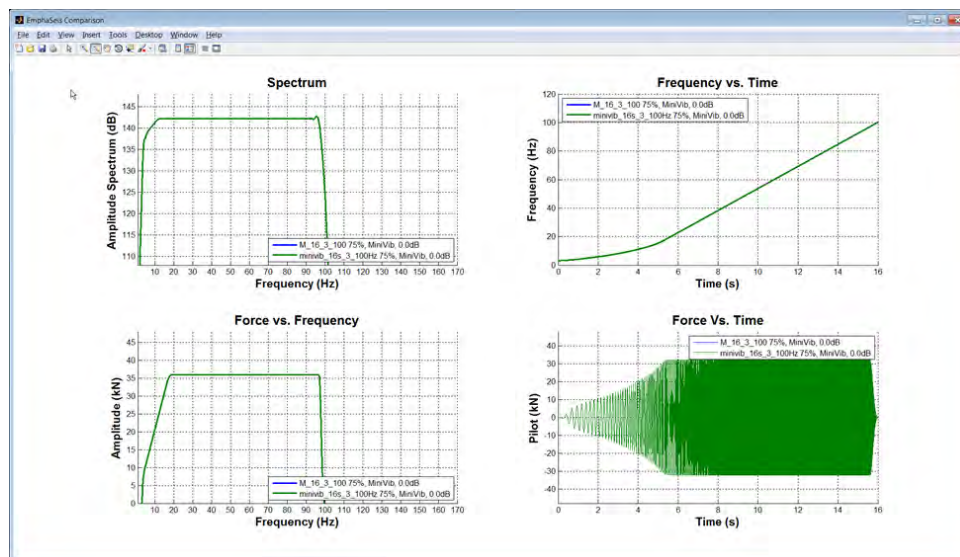 EmphaSeis Comparison
File Edit View Insert Tools Desktop Window Help
Spectrum
Amplitude Spectrum (dB)
145
140
135
130
125
120
115
110
M_16_3_100 75%, MiniVib, 0.0dB
minivib_16s_3_100Hz 75%, MiniVib, 0.0dB
10 20 30 40 50 60 70 80 90 100 110 120 130 140 150 160 170
Frequency (Hz)
Frequency vs. Time
Frequency (Hz)
120
100
80
60
40
20
0
M_16_3_100 75%, MiniVib, 0.0dB
minivib_16s_3_100Hz 75%, MiniVib, 0.0dB
0 2 4 6 8 10 12 14 16
Time (s)
Force vs. Frequency
Amplitude (kN)
45
40
35
30
25
20
15
10
5
0
M_16_3_100 75%, MiniVib, 0.0dB
minivib_16s_3_100Hz 75%, MiniVib, 0.0dB
10 20 30 40 50 60 70 80 90 100 110 120 130 140 150 160 170
Frequency (Hz)
Force Vs. Time
Pilot (kN)
40
30
20
10
0
-10
-20
-30
-40
M_16_3_100 75%, MiniVib, 0.0dB
minivib_16s_3_100Hz 75%, MiniVib, 0.0dB
0 2 4 6 8 10 12 14 16
Time (s)